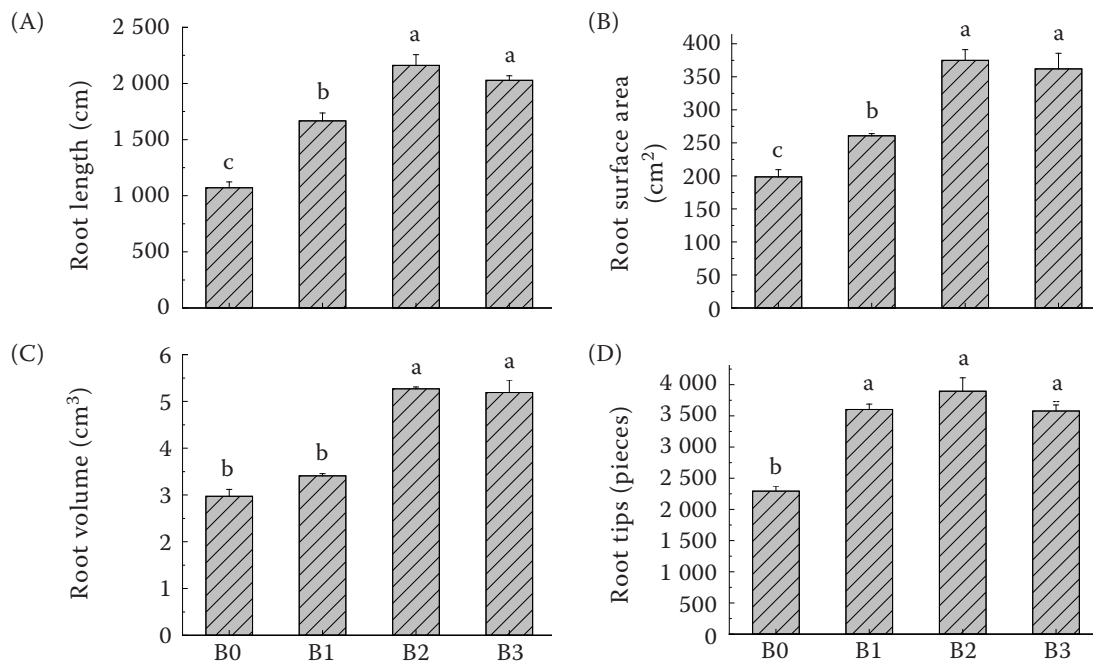 (A)
Root length (cm)
2 500
2 000
1 500
1 000
500
0
c
b
a
a
(B)
Root surface area
(cm²)
400
350
300
250
200
150
100
50
0
c
b
a
a
(C)
Root volume (cm³)
6
5
4
3
2
1
0
b
b
a
a
B0
B1
B2
B3
(D)
Root tips (pieces)
4 000
3 500
3 000
2 500
2 000
1 500
1 000
500
0
b
a
a
a
B0
B1
B2
B3